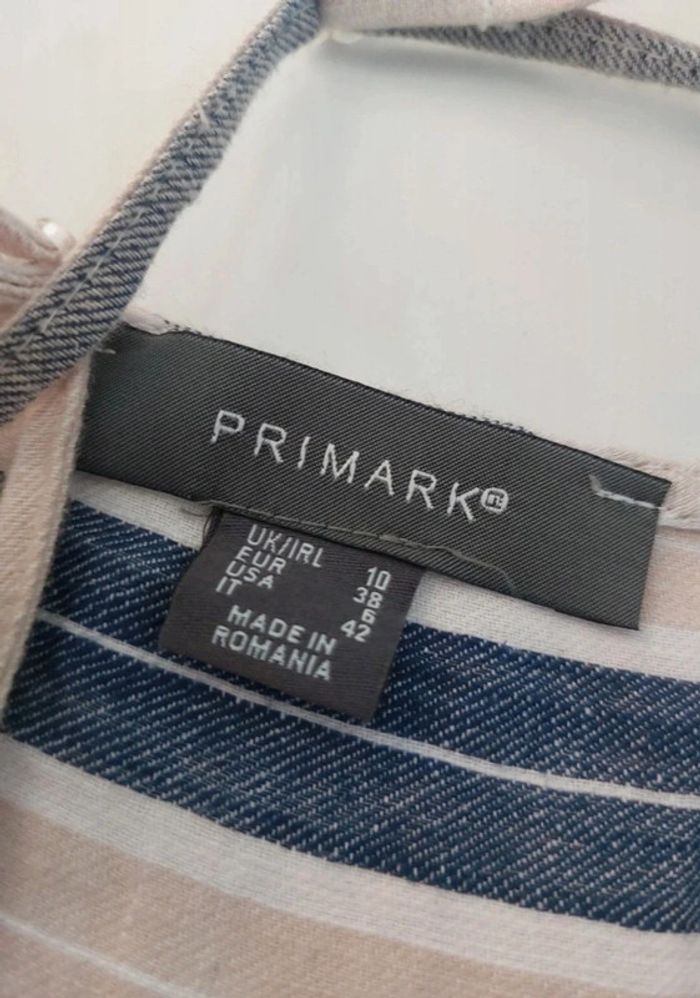 PRIMARK®
UK/IRL 10
EUR 38
USA 6
IT 42
MADE IN
ROMANIA